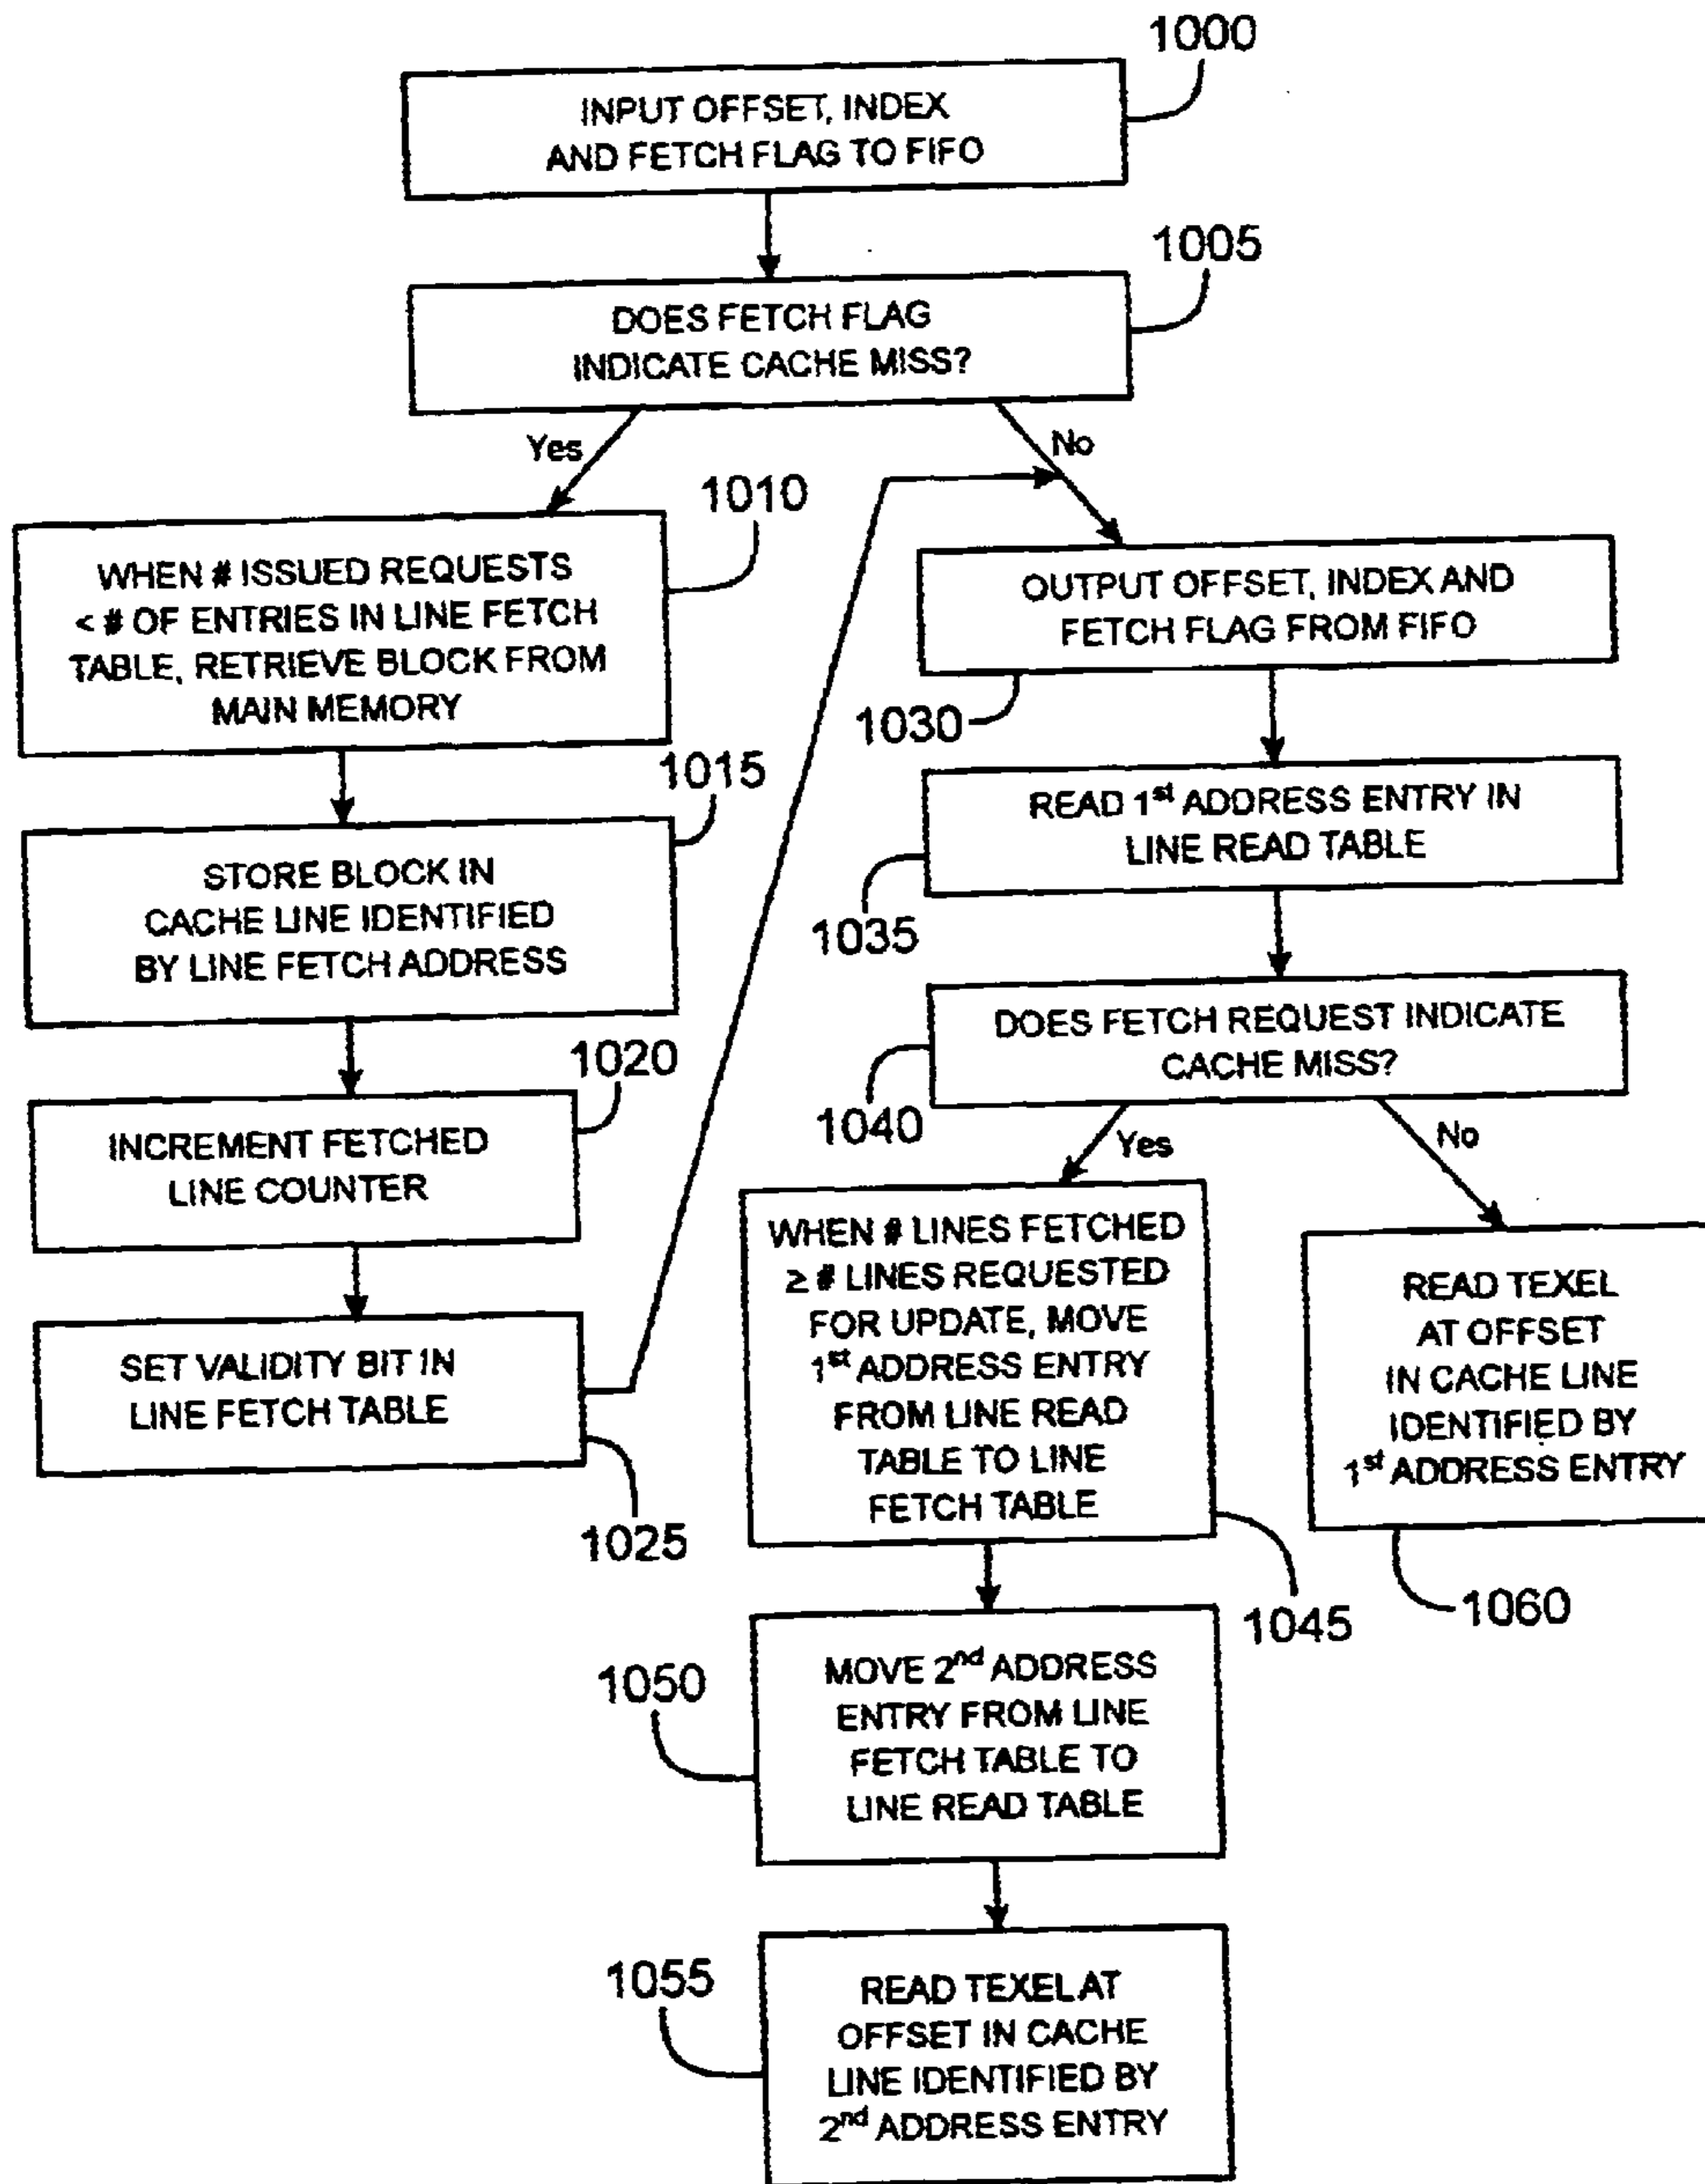 1000
INPUT OFFSET, INDEX
AND FETCH FLAG TO FIFO
1005
DOES FETCH FLAG
INDICATE CACHE MISS?
Yes
No
1010
WHEN # ISSUED REQUESTS
< # OF ENTRIES IN LINE FETCH
TABLE, RETRIEVE BLOCK FROM
MAIN MEMORY
1015
STORE BLOCK IN
CACHE LINE IDENTIFIED
BY LINE FETCH ADDRESS
1020
INCREMENT FETCHED
LINE COUNTER
SET VALIDITY BIT IN
LINE FETCH TABLE
1025
OUTPUT OFFSET, INDEX AND
FETCH FLAG FROM FIFO
1030
READ 1st ADDRESS ENTRY IN
LINE READ TABLE
1035
DOES FETCH REQUEST INDICATE
CACHE MISS?
1040
Yes
No
WHEN # LINES FETCHED
≥ # LINES REQUESTED
FOR UPDATE, MOVE
1st ADDRESS ENTRY
FROM LINE READ
TABLE TO LINE
FETCH TABLE
1045
READ TEXEL
AT OFFSET
IN CACHE LINE
IDENTIFIED BY
1st ADDRESS ENTRY
1060
1050
MOVE 2nd ADDRESS
ENTRY FROM LINE
FETCH TABLE TO
LINE READ TABLE
1055
READ TEXEL AT
OFFSET IN CACHE
LINE IDENTIFIED BY
2nd ADDRESS ENTRY